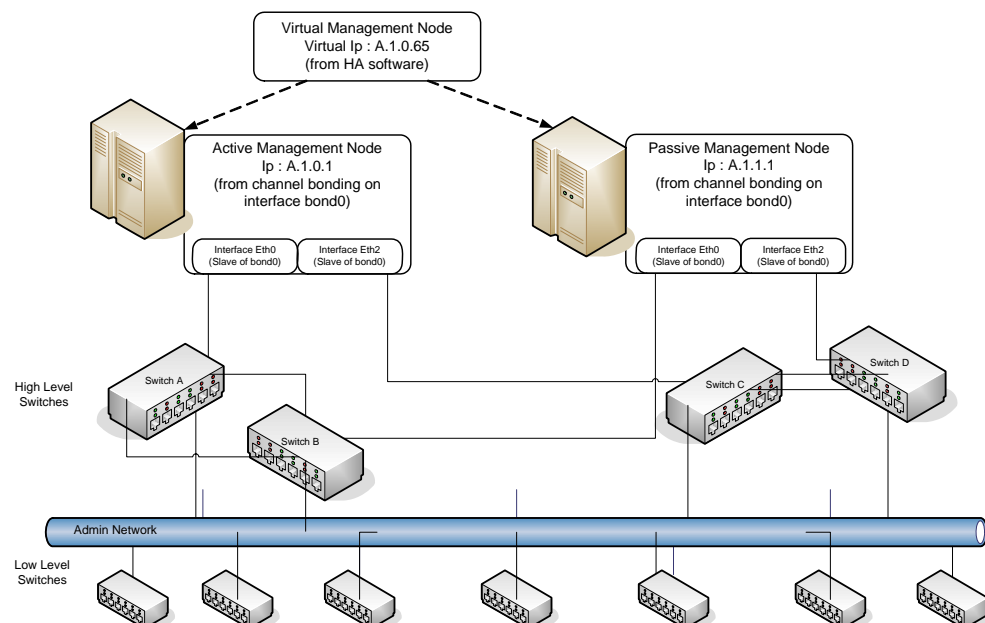 Virtual Management Node
Virtual Ip : A.1.0.65
(from HA software)
Active Management Node
Ip : A.1.0.1
(from channel bonding on
interface bond0)
Interface Eth0
(Slave of bond0)
Interface Eth2
(Slave of bond0)
Passive Management Node
Ip : A.1.1.1
(from channel bonding on
interface bond0)
Interface Eth0
(Slave of bond0)
Interface Eth2
(Slave of bond0)
High Level
Switches
Switch A
Switch B
Switch C
Switch D
Admin Network
Low Level
Switches